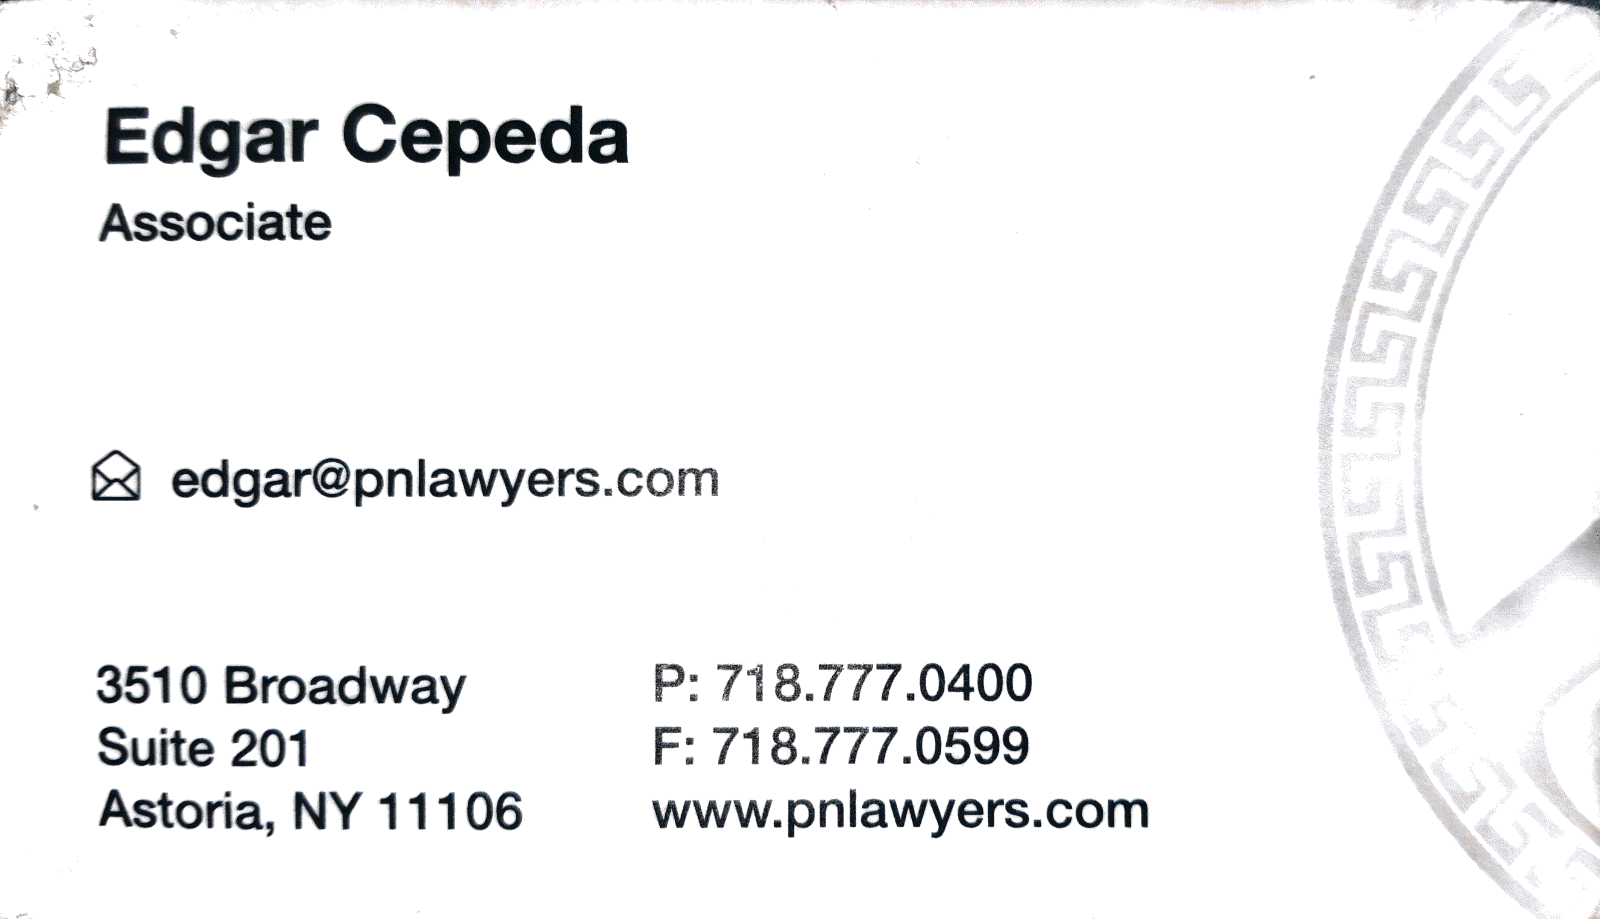 Edgar Cepeda
Associate
edgar@pnlawyers.com
3510 Broadway
Suite 201
Astoria, NY 11106
P: 718.777.0400
F: 718.777.0599
www.pnlawyers.com